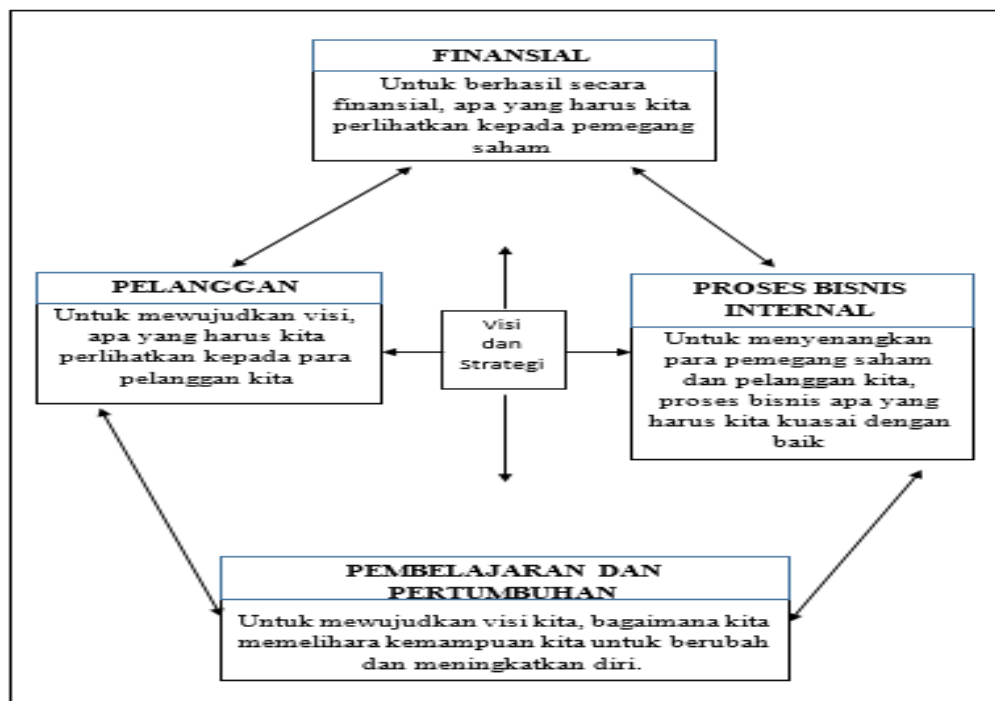 FINANSIAL
Untuk berhasil secara
finansial, apa yang harus kita
perlihatkan kepada pemegang
saham
PELANGGAN
Untuk mewujudkan visi,
apa yang harus kita
perlihatkan kepada para
pelanggan kita
Visi
dan
Strategi
PROSES BISNIS
INTERNAL
Untuk menyenangkan
para pemegang saham
dan pelanggan kita,
proses bisnis apa yang
harus kita kuasai dengan
baik
PEMBELAJARAN DAN
PERTUMBUHAN
Untuk mewujudkan visi kita, bagaimana kita
memelihara kemampuan kita untuk berubah
dan meningkatkan diri.